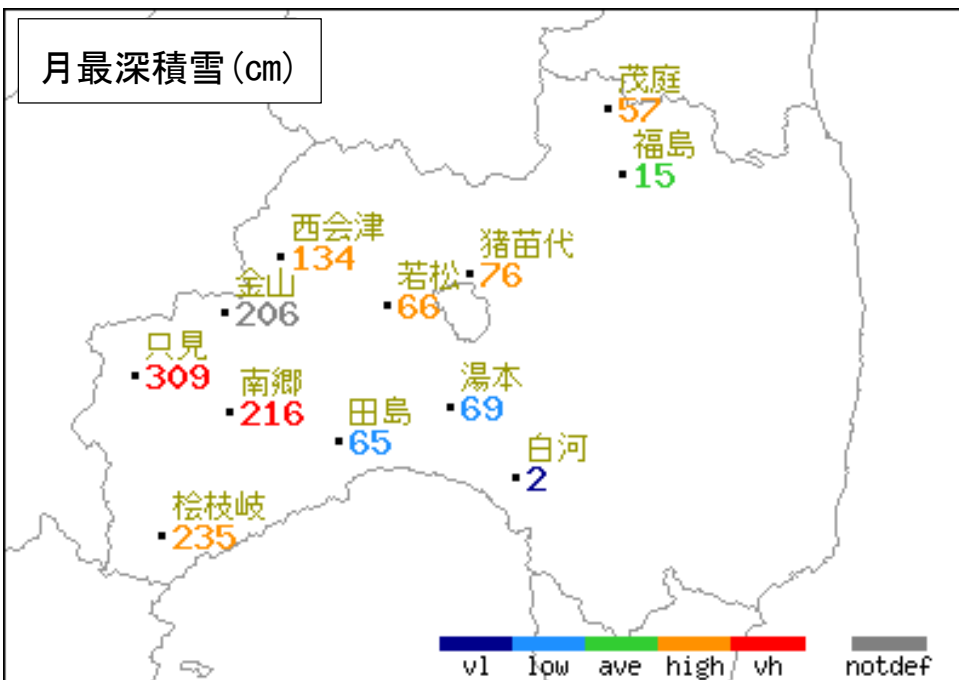 月最深積雪(cm)
茂庭
57
福島
15
西会津
134
猪苗代
76
金山
206
若松
66
只見
309
南郷
216
湯本
69
田島
65
白河
2
桧枝岐
235
vl low ave high vh notdef